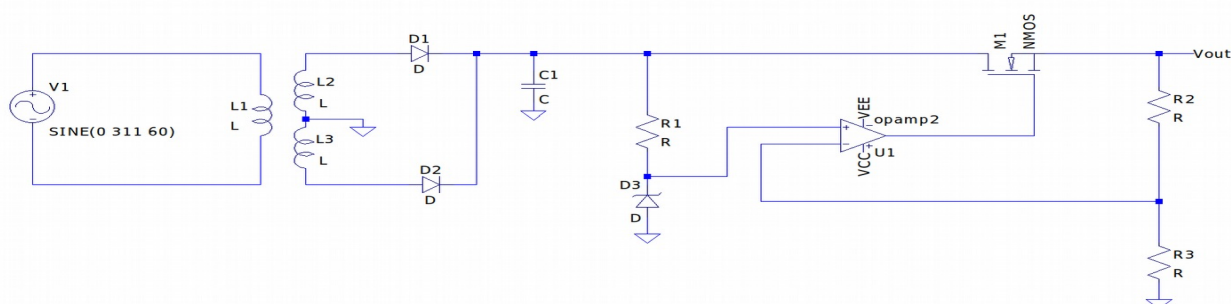 V1
SINE(0 311 60)
L1
L
L2
L
L3
L
D1
D
D2
D
C1
C
R1
R
D3
D
VEE
opamp2
VCC
U1
M1
NMOS
Vout
R2
R
R3
R